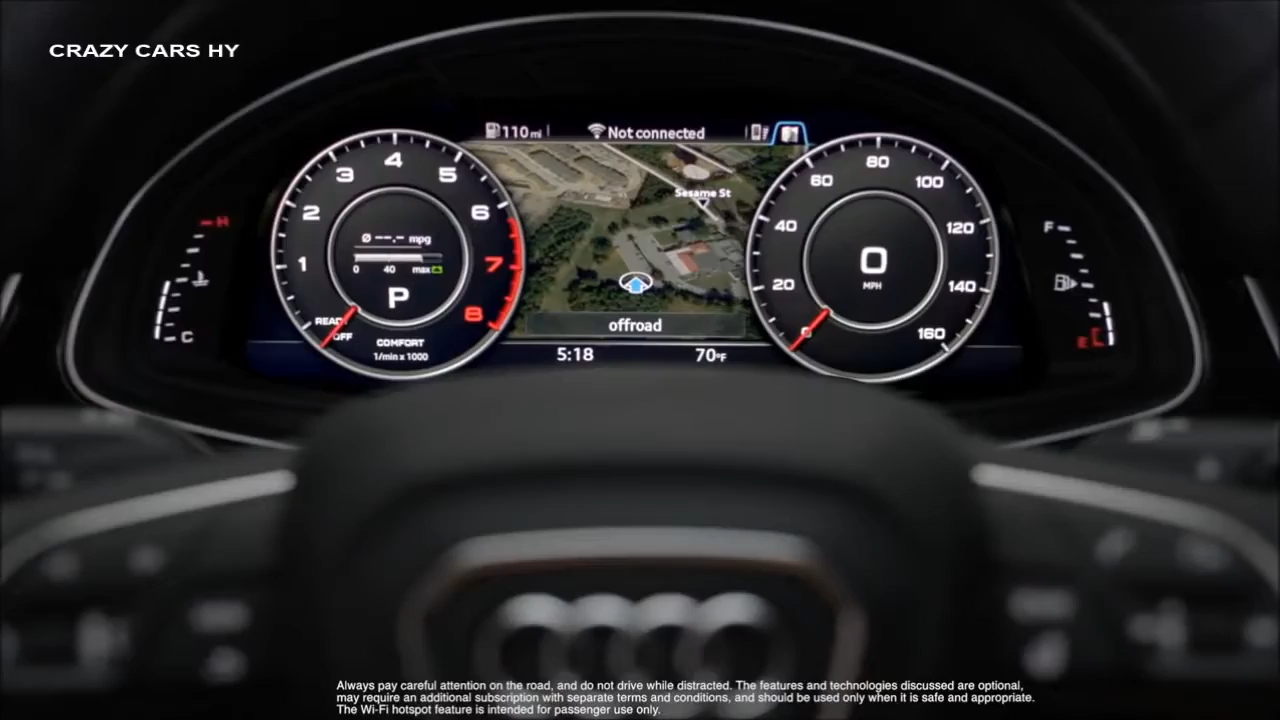 CRAZY CARS HY
110 mi
Not connected
4
3
5
2
6
1
7
8
Ø --.- mpg
0 40 max
P
READY
OFF
COMFORT
1/min x 1000
Sesame St
offroad
5:18
70°F
80
60
100
40
120
20
140
0
160
0
MPH
H
C
F
E
Always pay careful attention on the road, and do not drive while distracted. The features and technologies discussed are optional,
may require an additional subscription with separate terms and conditions, and should be used only when it is safe and appropriate.
The Wi-Fi hotspot feature is intended for passenger use only.